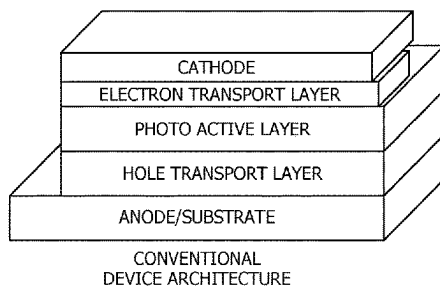 CATHODE
ELECTRON TRANSPORT LAYER
PHOTO ACTIVE LAYER
HOLE TRANSPORT LAYER
ANODE/SUBSTRATE
CONVENTIONAL
DEVICE ARCHITECTURE